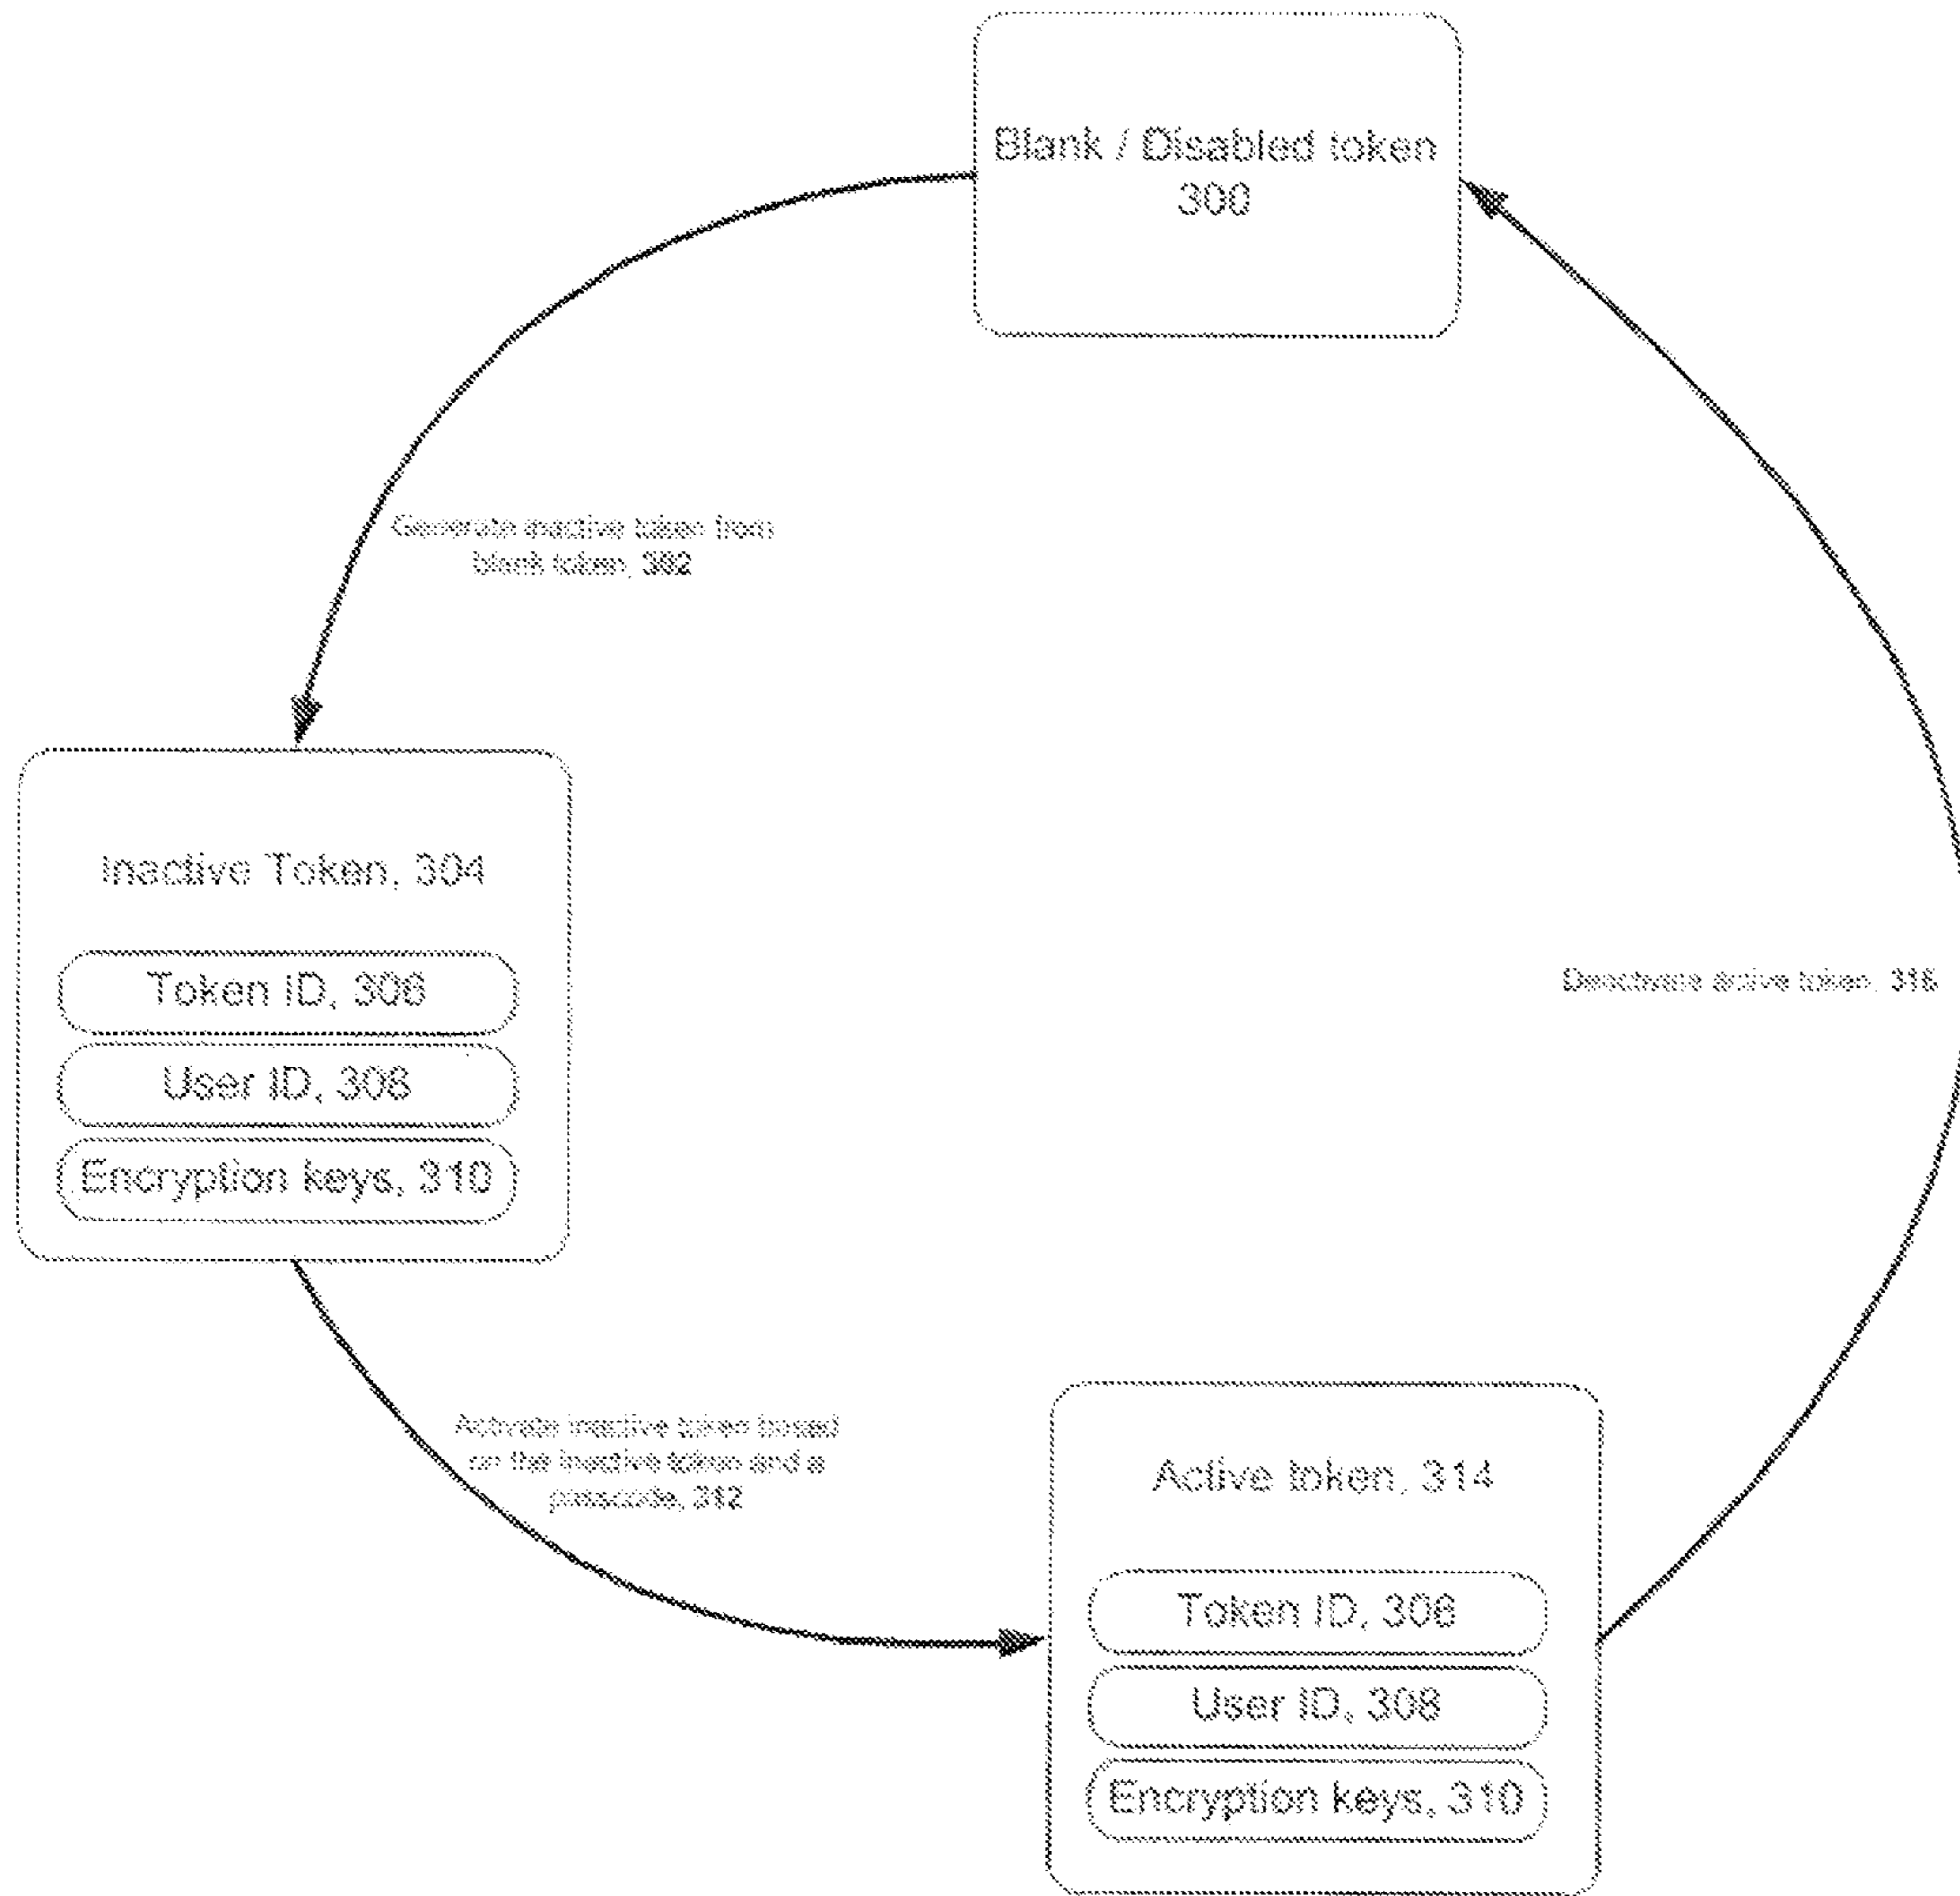 Blank / Disabled token
300
Generate inactive token from
blank token, 302
Inactive Token, 304
Token ID, 306
User ID, 308
Encryption keys, 310
Deactivate active token, 316
Activate inactive token based
on the inactive token and a
passcode, 312
Active token, 314
Token ID, 306
User ID, 308
Encryption keys, 310